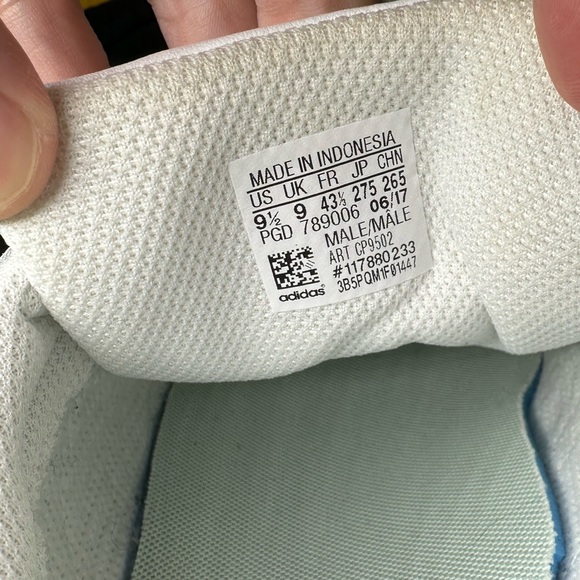 MADE IN INDONESIA
US UK FR JP CHN
9½ 9 43⅓ 275 265
PGD 789006 06/17
MALE/MÂLE
ART CP9502
#117880233
3B5PQM1F01447
adidas